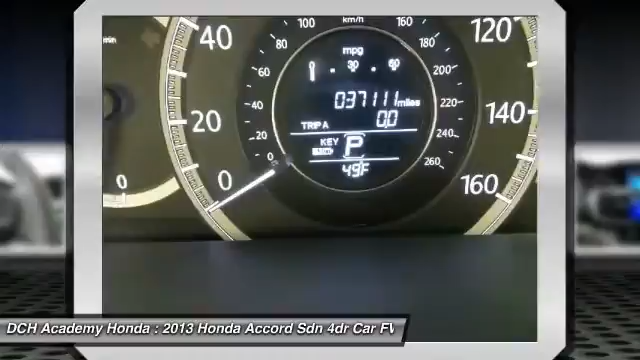 100 km/h 160
40 80 mpg 180 120
60 30 60 200
40 037111 miles 220
20 TRIP A 0.0 140
20 KEY P 240
0 0 0 49°F 260 160
DCH Academy Honda : 2013 Honda Accord Sdn 4dr Car FV